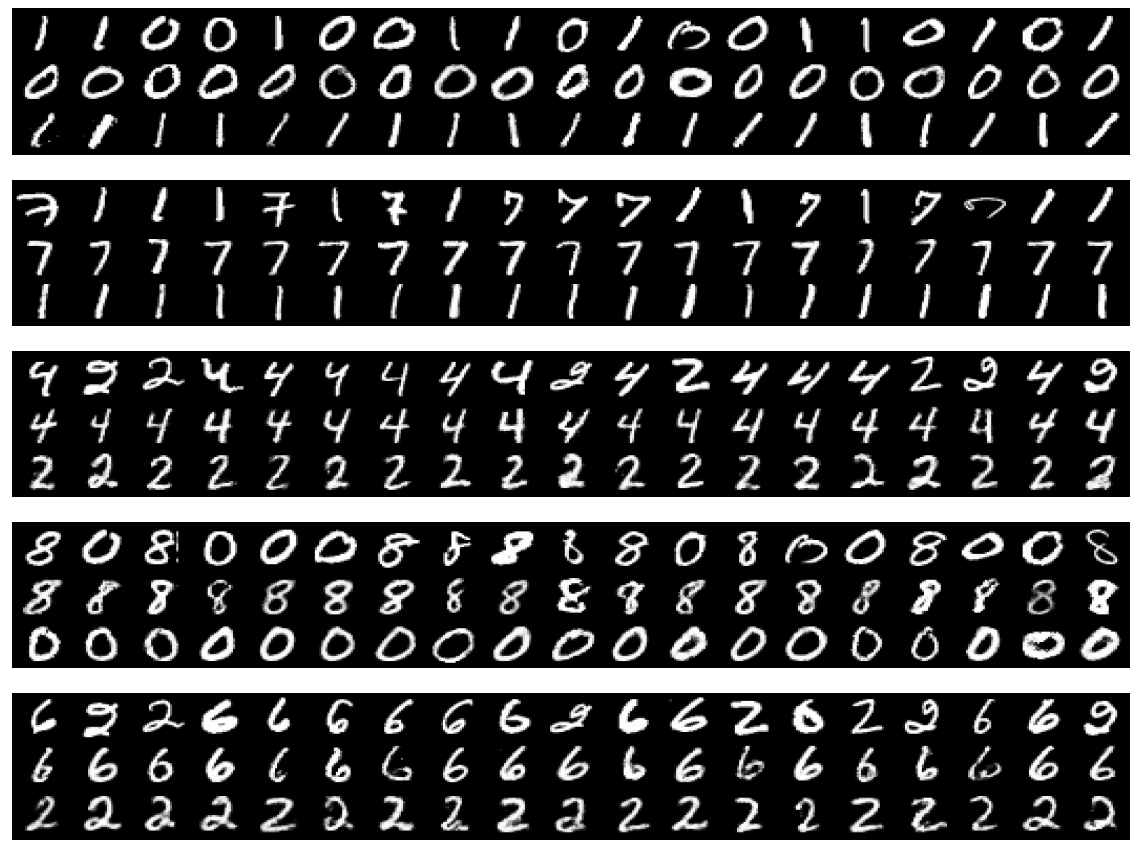 1 1 0 0 1 0 0 1 1 0 1 0 0 1 1 0 1 0 1
0 0 0 0 0 0 0 0 0 0 0 0 0 0 0 0 0 0 0
1 1 1 1 1 1 1 1 1 1 1 1 1 1 1 1 1 1 1
7 1 1 1 7 1 7 1 7 7 7 1 1 7 1 7 7 1 1
7 7 7 7 7 7 7 7 7 7 7 7 7 7 7 7 7 7 7
1 1 1 1 1 1 1 1 1 1 1 1 1 1 1 1 1 1 1
4 2 2 4 4 4 4 4 4 2 4 2 4 4 4 2 2 4 2
4 4 4 4 4 4 4 4 4 4 4 4 4 4 4 4 4 4 4
2 2 2 2 2 2 2 2 2 2 2 2 2 2 2 2 2 2 2
8 0 8 0 0 0 8 8 8 8 8 0 8 0 0 8 0 0 8
8 8 8 8 8 8 8 8 8 8 8 8 8 8 8 8 8 8 8
0 0 0 0 0 0 0 0 0 0 0 0 0 0 0 0 0 0 0
6 2 2 6 6 6 6 6 6 2 6 6 2 6 2 2 6 6 2
6 6 6 6 6 6 6 6 6 6 6 6 6 6 6 6 6 6 6
2 2 2 2 2 2 2 2 2 2 2 2 2 2 2 2 2 2 2